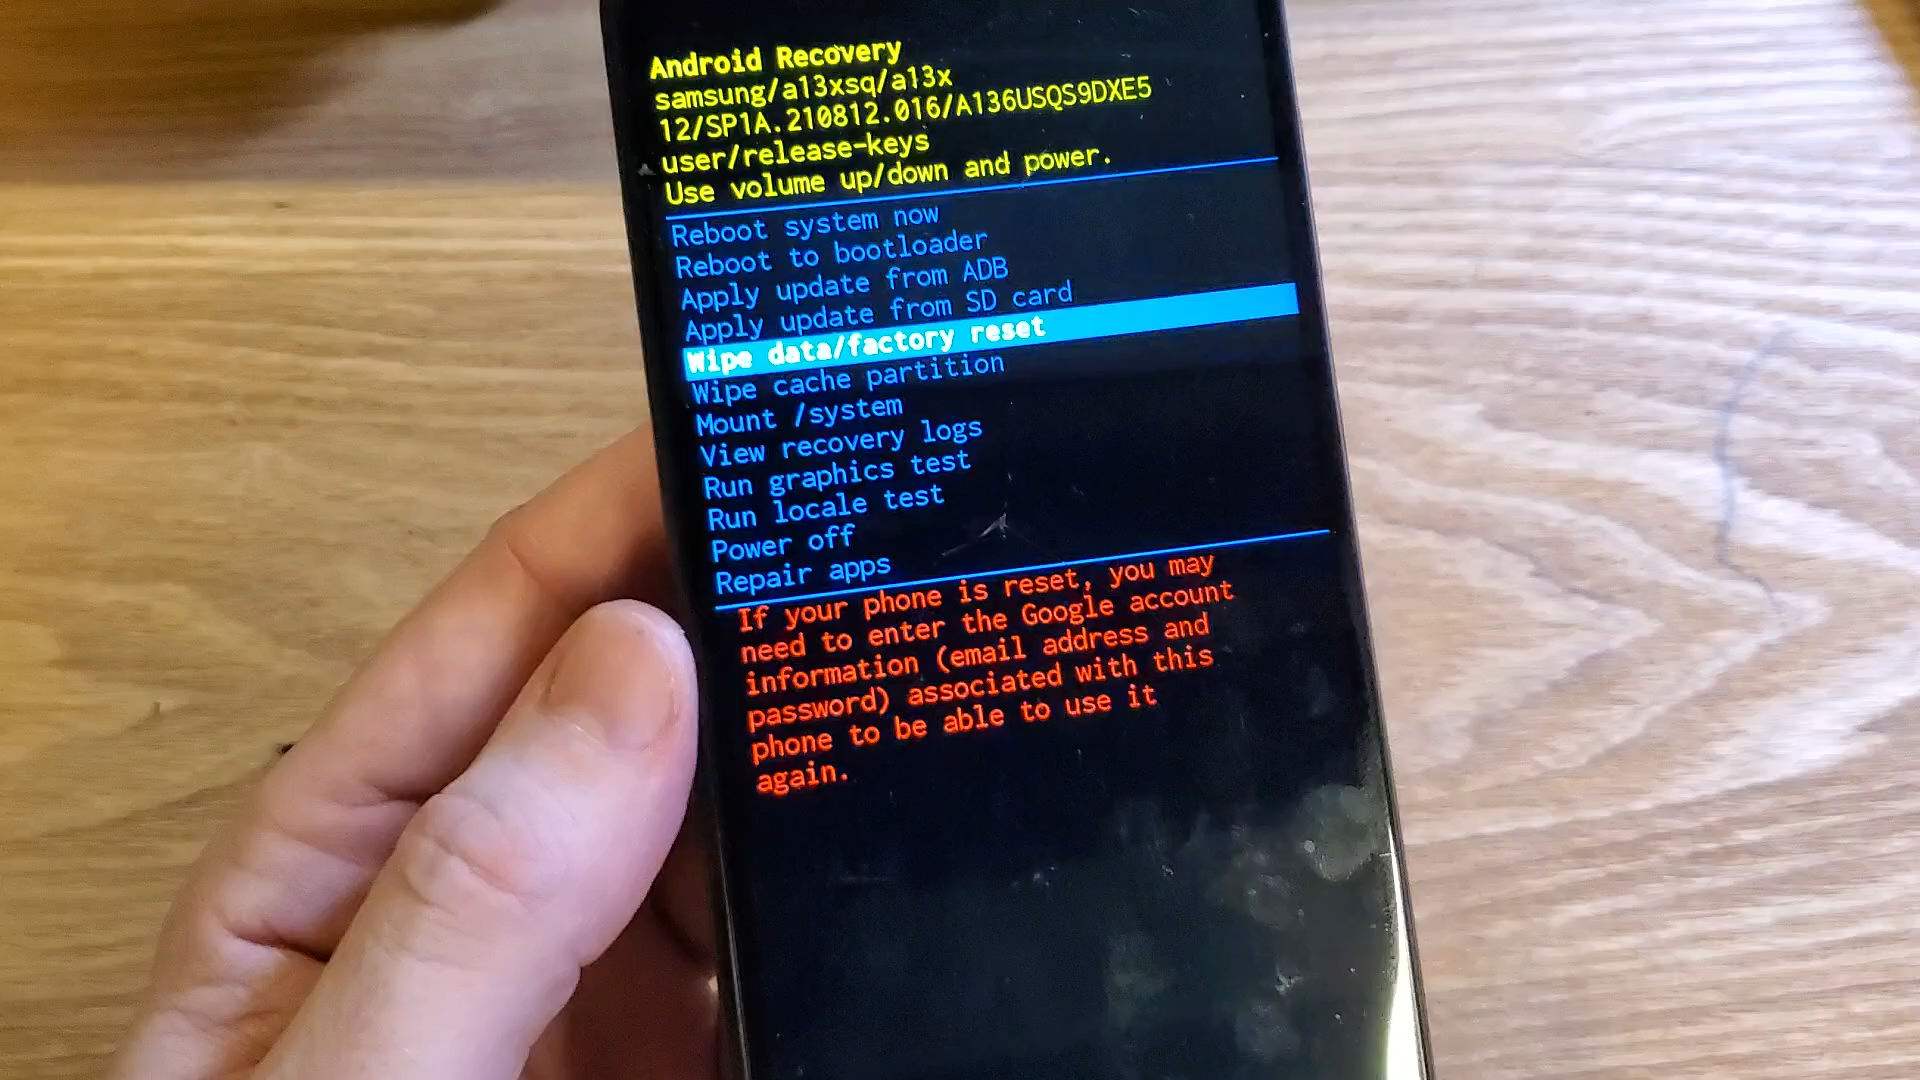 Android Recovery
samsung/a13xsq/a13x
12/SP1A.210812.016/A136USQS9DXE5
user/release-keys
Use volume up/down and power.
Reboot system now
Reboot to bootloader
Apply update from ADB
Apply update from SD card
Wipe data/factory reset
Wipe cache partition
Mount /system
View recovery logs
Run graphics test
Run locale test
Power off
Repair apps
If your phone is reset, you may
need to enter the Google account
information (email address and
password) associated with this
phone to be able to use it
again.